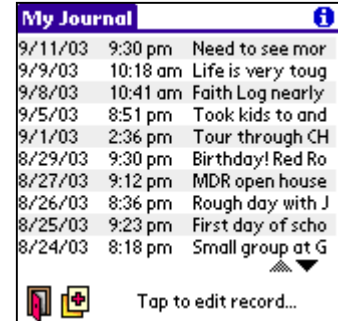 My Journal
9/11/03 9:30 pm Need to see mor
9/9/03 10:18 am Life is very toug
9/8/03 10:41 am Faith Log nearly
9/5/03 8:51 pm Took kids to and
9/1/03 2:36 pm Tour through CH
8/29/03 9:30 pm Birthday! Red Ro
8/27/03 9:12 pm MDR open house
8/26/03 8:36 pm Rough day with J
8/25/03 9:23 pm First day of scho
8/24/03 8:18 pm Small group at G
Tap to edit record...